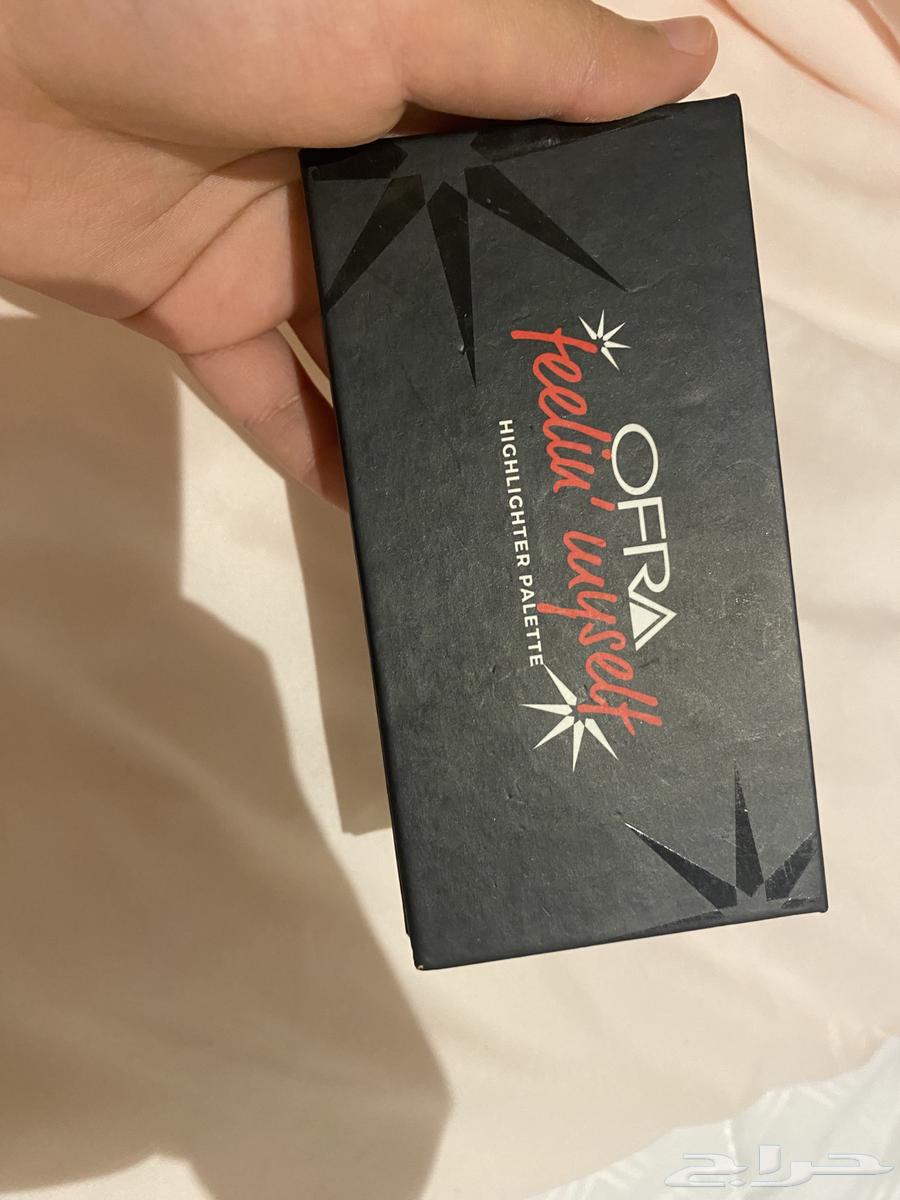 OFRA
feelin' myself
HIGHLIGHTER PALETTE
حراج